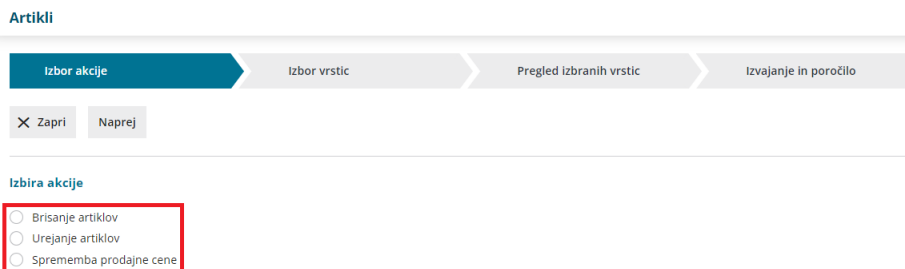 Artikli
Izbor akcije
Izbor vrstic
Pregled izbranih vrstic
Izvajanje in poročilo
Zapri
Naprej
Izbira akcije
Brisanje artiklov
Urejanje artiklov
Sprememba prodajne cene